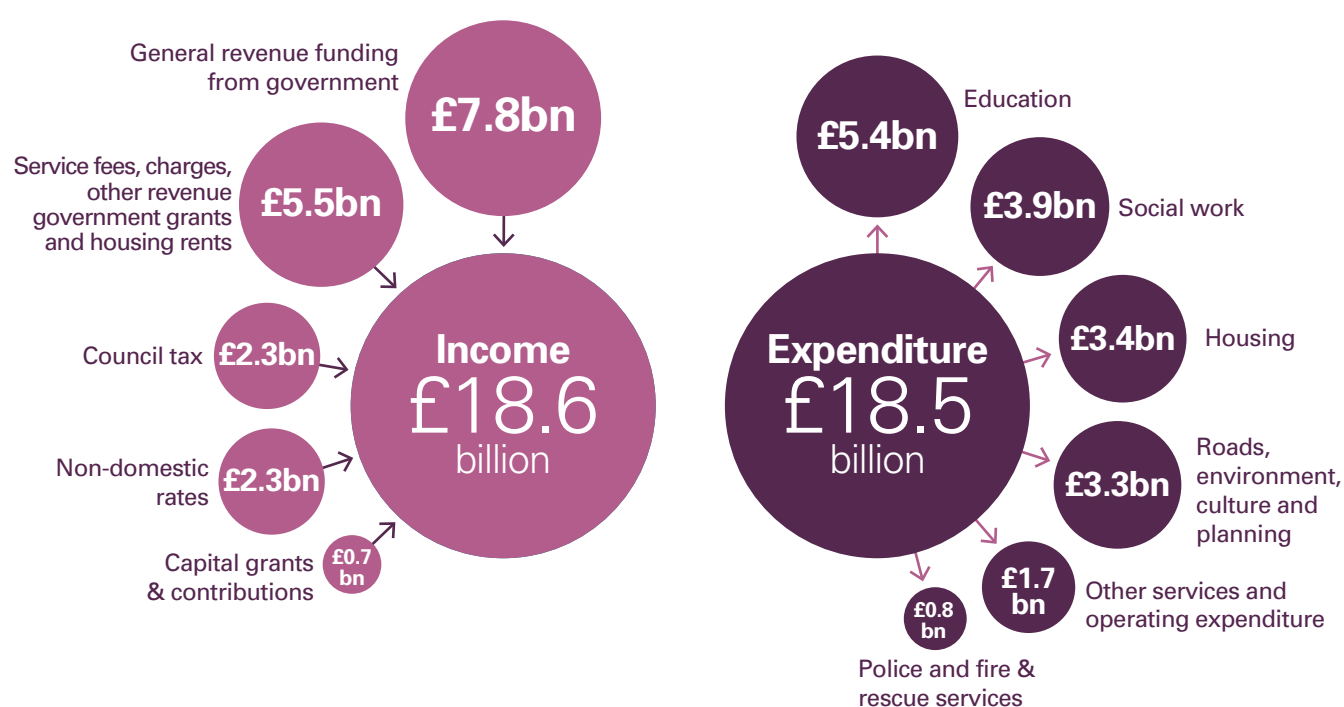 General revenue funding
from government
£7.8bn
Service fees, charges,
other revenue
government grants
and housing rents
£5.5bn
Council tax
£2.3bn
Non-domestic
rates
£2.3bn
Capital grants
& contributions
£0.7
bn
Income
£18.6
billion
Education
£5.4bn
£3.9bn
Social work
£3.4bn
Housing
£3.3bn
Roads,
environment,
culture and
planning
£1.7
bn
Other services and
operating expenditure
£0.8
bn
Police and fire &
rescue services
Expenditure
£18.5
billion